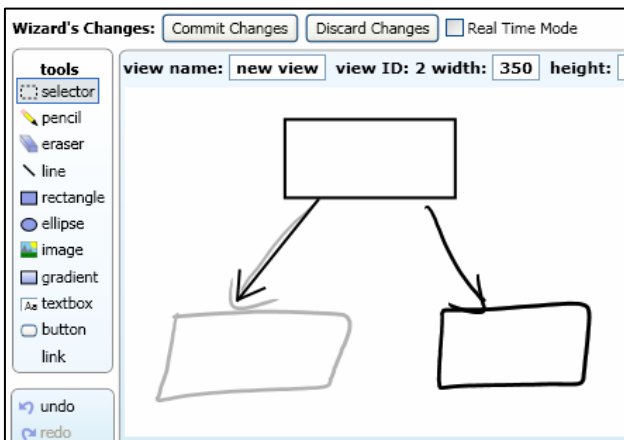 Wizard's Changes: Commit Changes Discard Changes Real Time Mode
tools
selector
pencil
eraser
line
rectangle
ellipse
image
gradient
Aa textbox
button
link
undo
redo
view name: new view view ID: 2 width: 350 height: